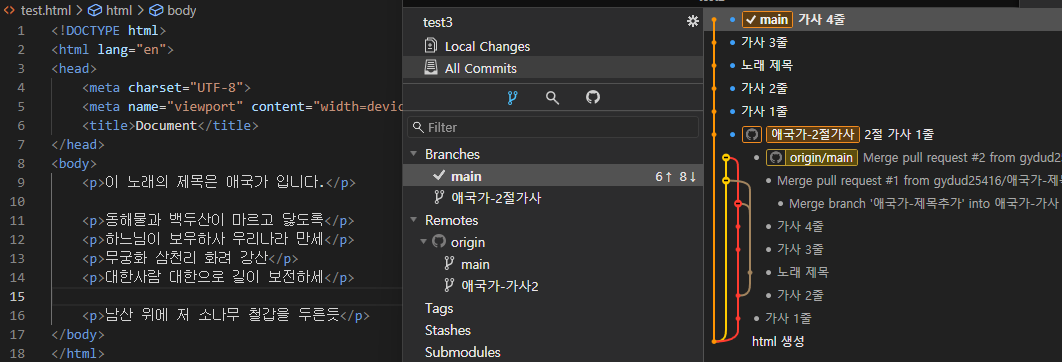 test.html > html > body
1 <!DOCTYPE html>
2 <html lang="en">
3 <head>
4 <meta charset="UTF-8">
5 <meta name="viewport" content="width=devic
6 <title>Document</title>
7 </head>
8 <body>
9 <p>이 노래의 제목은 애국가 입니다.</p>
10
11 <p>동해물과 백두산이 마르고 닳도록</p>
12 <p>하느님이 보우하사 우리나라 만세</p>
13 <p>무궁화 삼천리 화려 강산</p>
14 <p>대한사람 대한으로 길이 보전하세</p>
15
16 <p>남산 위에 저 소나무 철갑을 두른듯</p>
17 </body>
18 </html>
test3
Local Changes
All Commits
Filter
Branches
main 6↑ 8↓
애국가-2절가사
Remotes
origin
main
애국가-가사2
Tags
Stashes
Submodules
main 가사 4줄
가사 3줄
노래 제목
가사 2줄
가사 1줄
애국가-2절가사 2절 가사 1줄
origin/main Merge pull request #2 from gydud25
Merge pull request #1 from gydud25416/애국가-제
Merge branch '애국가-제목추가' into 애국가-가사
가사 4줄
가사 3줄
노래 제목
가사 2줄
가사 1줄
html 생성